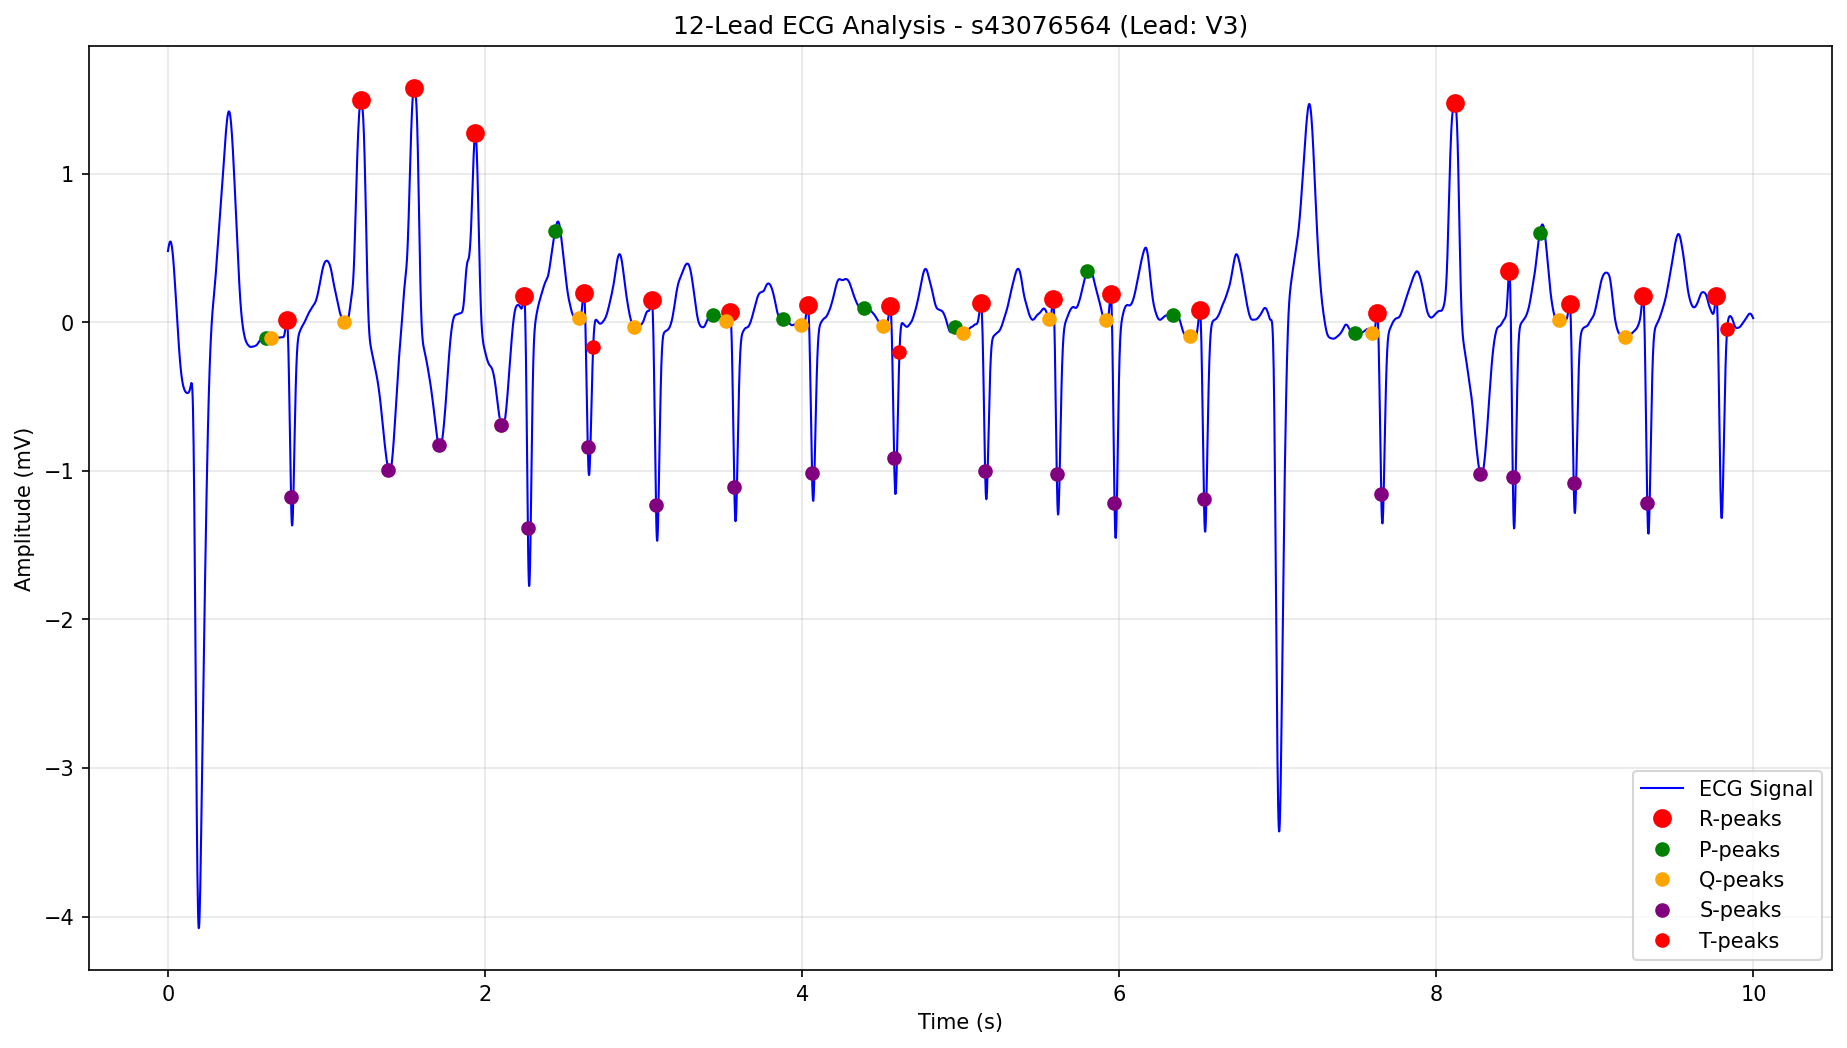 12-Lead ECG Analysis - s43076564 (Lead: V3)
Amplitude (mV)
1
0
−1
−2
−3
−4
0
2
4
6
8
10
Time (s)
ECG Signal
R-peaks
P-peaks
Q-peaks
S-peaks
T-peaks